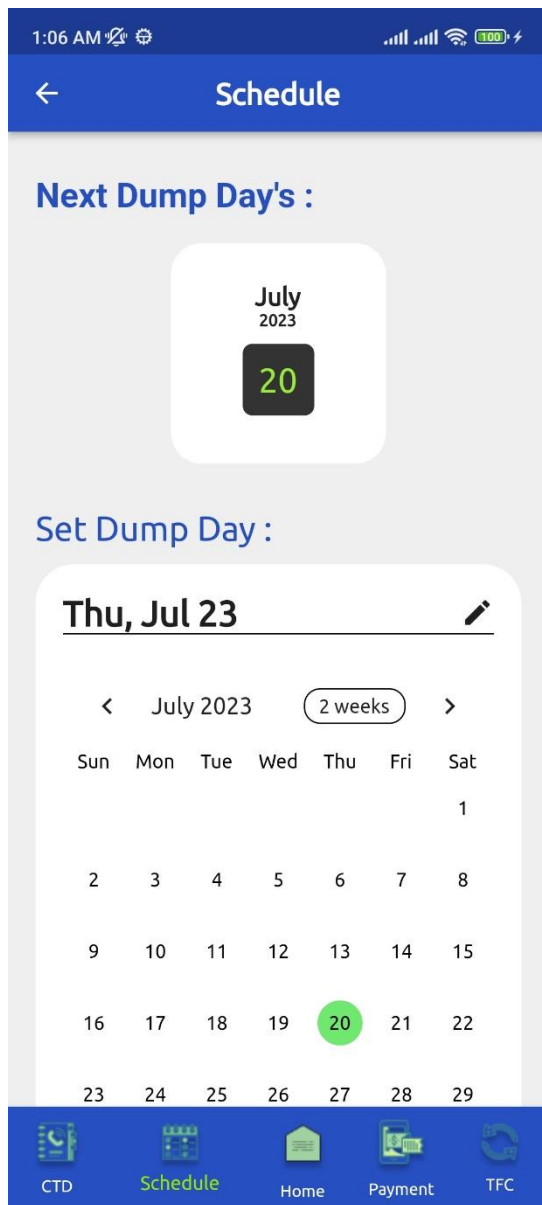 1:06 AM 100
Schedule
Next Dump Day's :
July
2023
20
Set Dump Day :
Thu, Jul 23
July 2023 2 weeks
Sun Mon Tue Wed Thu Fri Sat
1
2 3 4 5 6 7 8
9 10 11 12 13 14 15
16 17 18 19 20 21 22
23 24 25 26 27 28 29
CTD Schedule Home Payment TFC